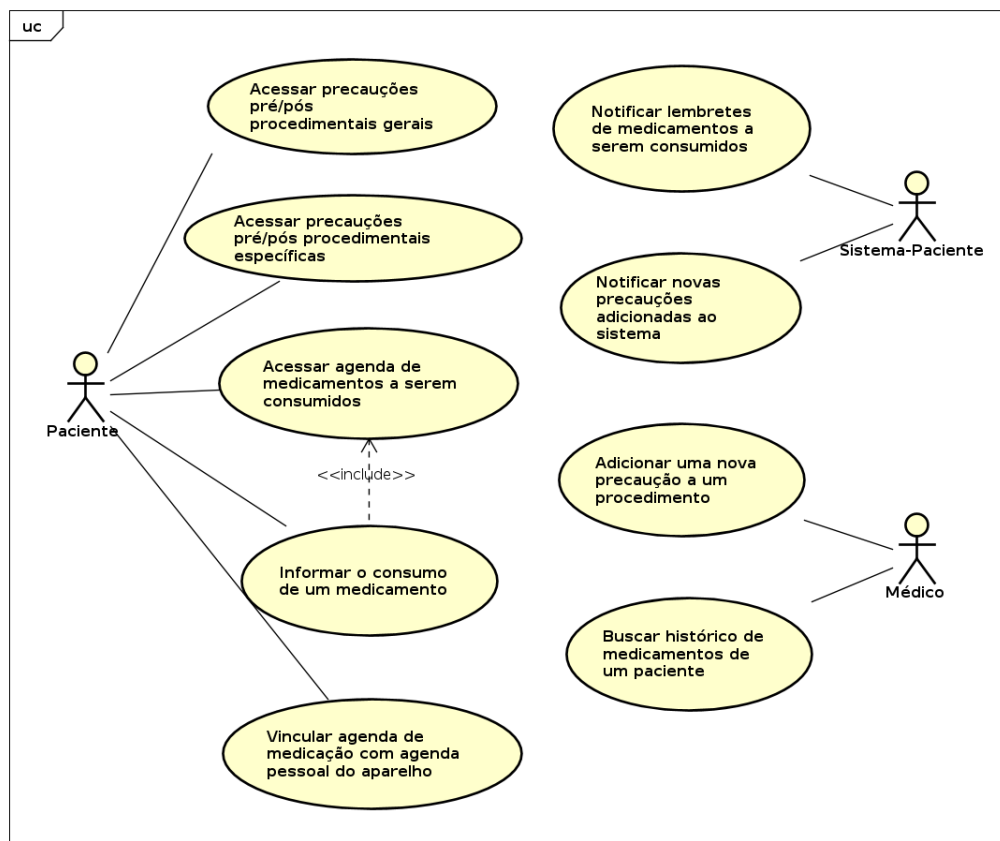 uc
Acessar precauções
pré/pós
procedimentais gerais
Acessar precauções
pré/pós procedimentais
específicas
Acessar agenda de
medicamentos a serem
consumidos
Paciente
<<include>>
Informar o consumo
de um medicamento
Vincular agenda de
medicação com agenda
pessoal do aparelho
Notificar lembretes
de medicamentos a
serem consumidos
Sistema-Paciente
Notificar novas
precauções
adicionadas ao
sistema
Adicionar uma nova
precaução a um
procedimento
Médico
Buscar histórico de
medicamentos de
um paciente